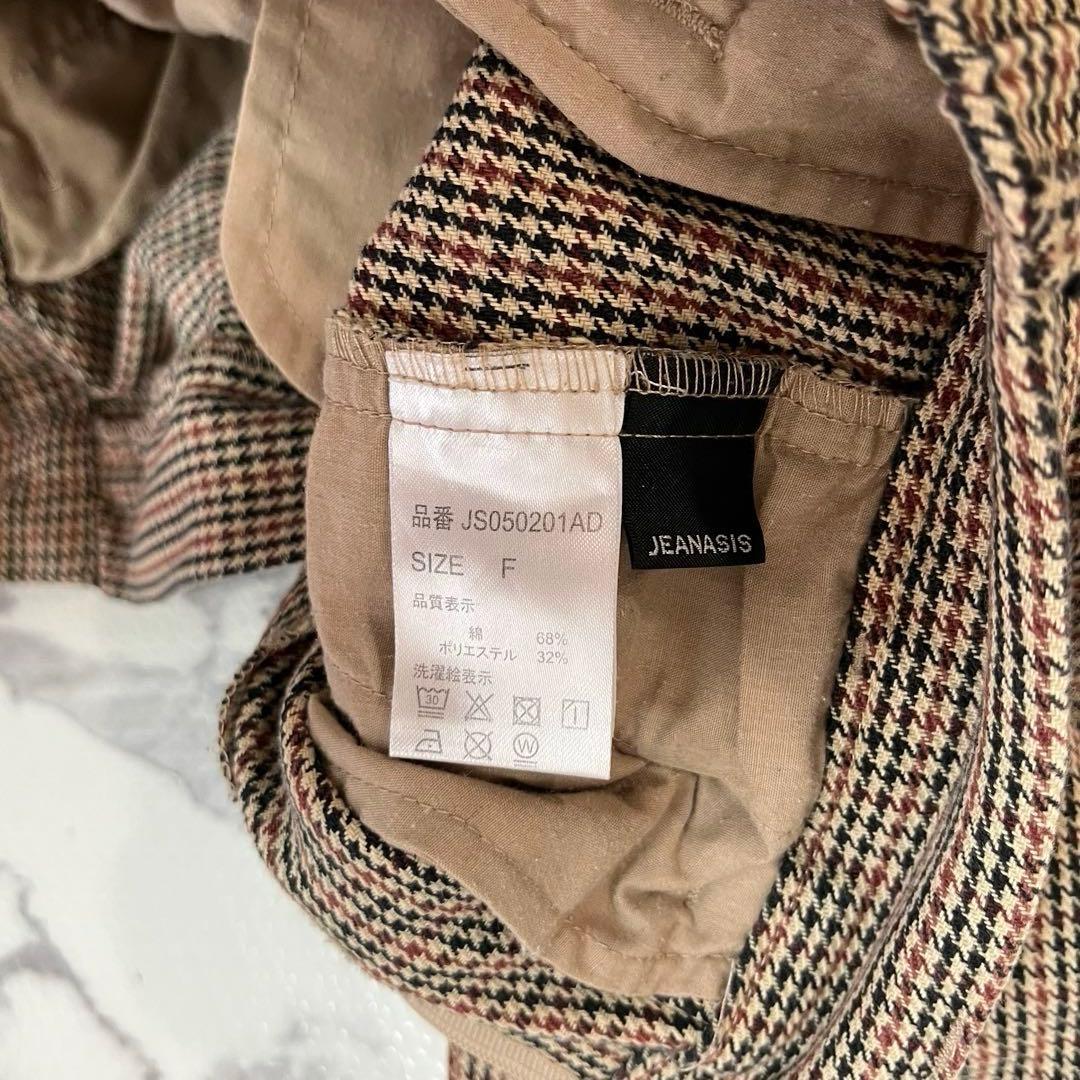 品番 JS050201AD
SIZE F
品質表示
綿 68%
ポリエステル 32%
洗濯絵表示
30
W
JEANASIS